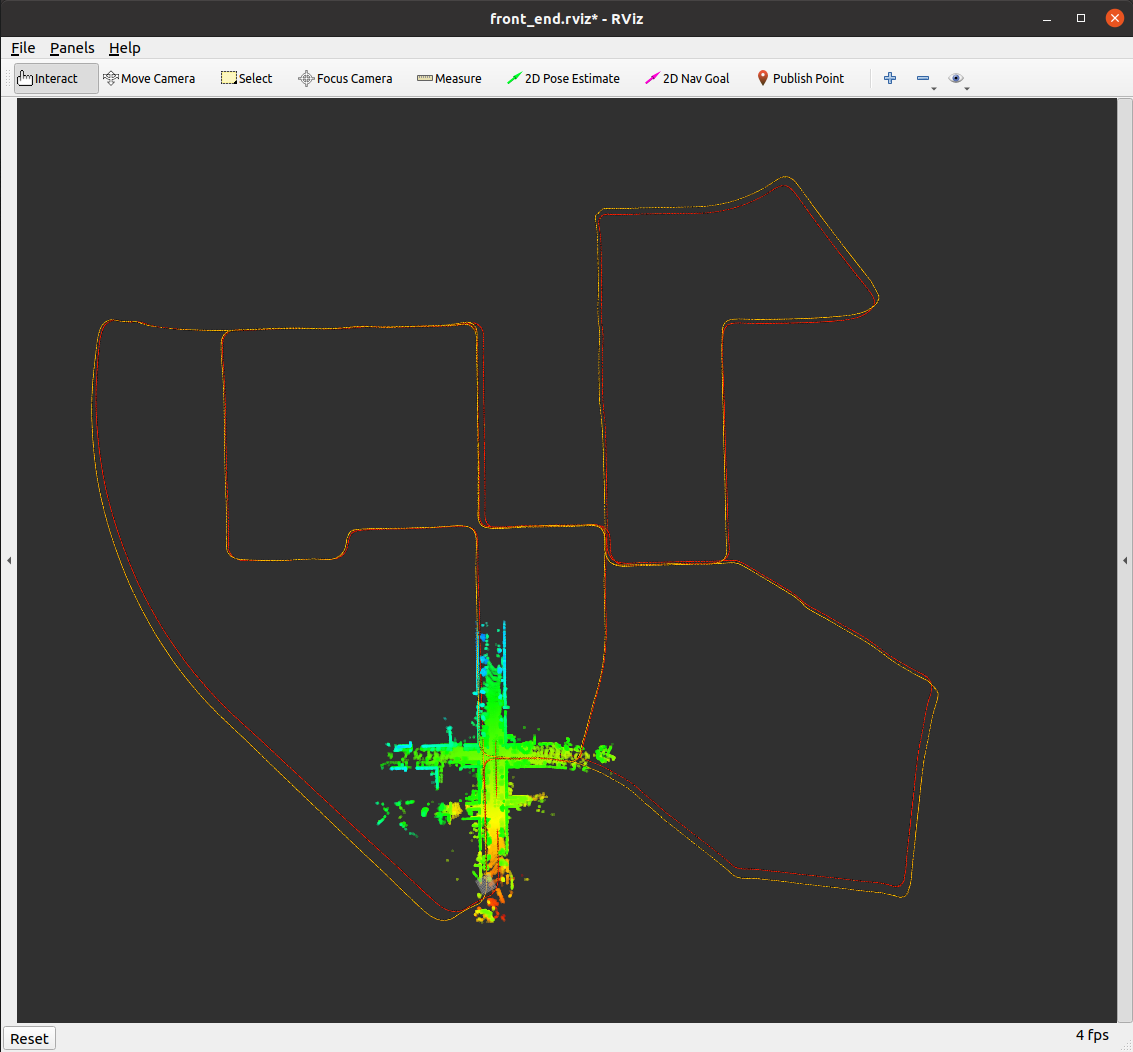 front_end.rviz* - RViz
File Panels Help
Interact Move Camera Select Focus Camera Measure 2D Pose Estimate 2D Nav Goal Publish Point
Reset 4 fps